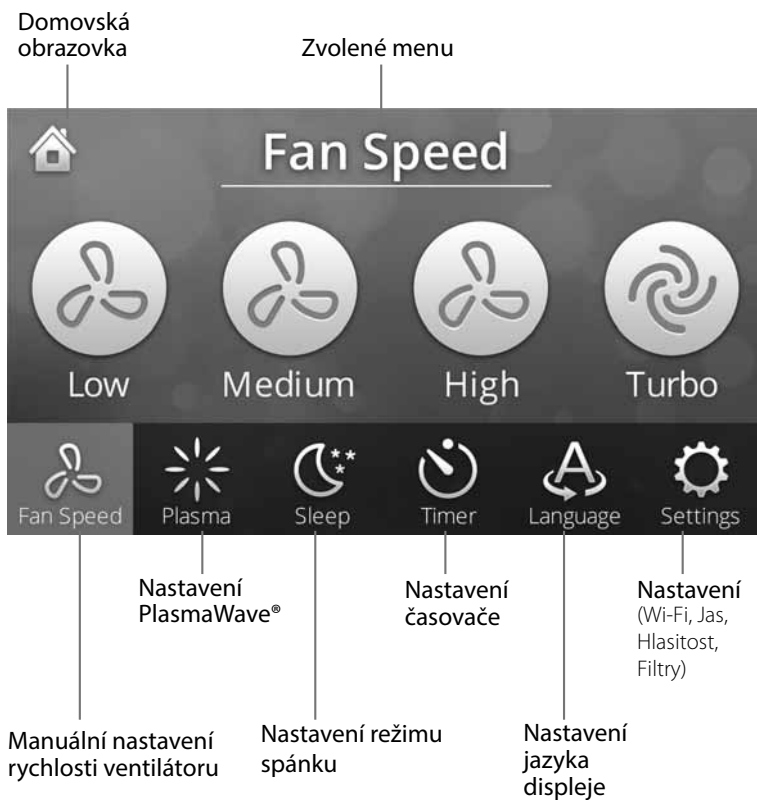 Domovská
obrazovka
Zvolené menu
Fan Speed
Low
Medium
High
Turbo
Fan Speed
Plasma
Sleep
Timer
Language
Settings
Nastavení
PlasmaWave®
Nastavení
časovače
Nastavení
(Wi-Fi, Jas,
Hlasitost,
Filtry)
Manuální nastavení
rychlosti ventilátoru
Nastavení režimu
spánku
Nastavení
jazyka
displeje